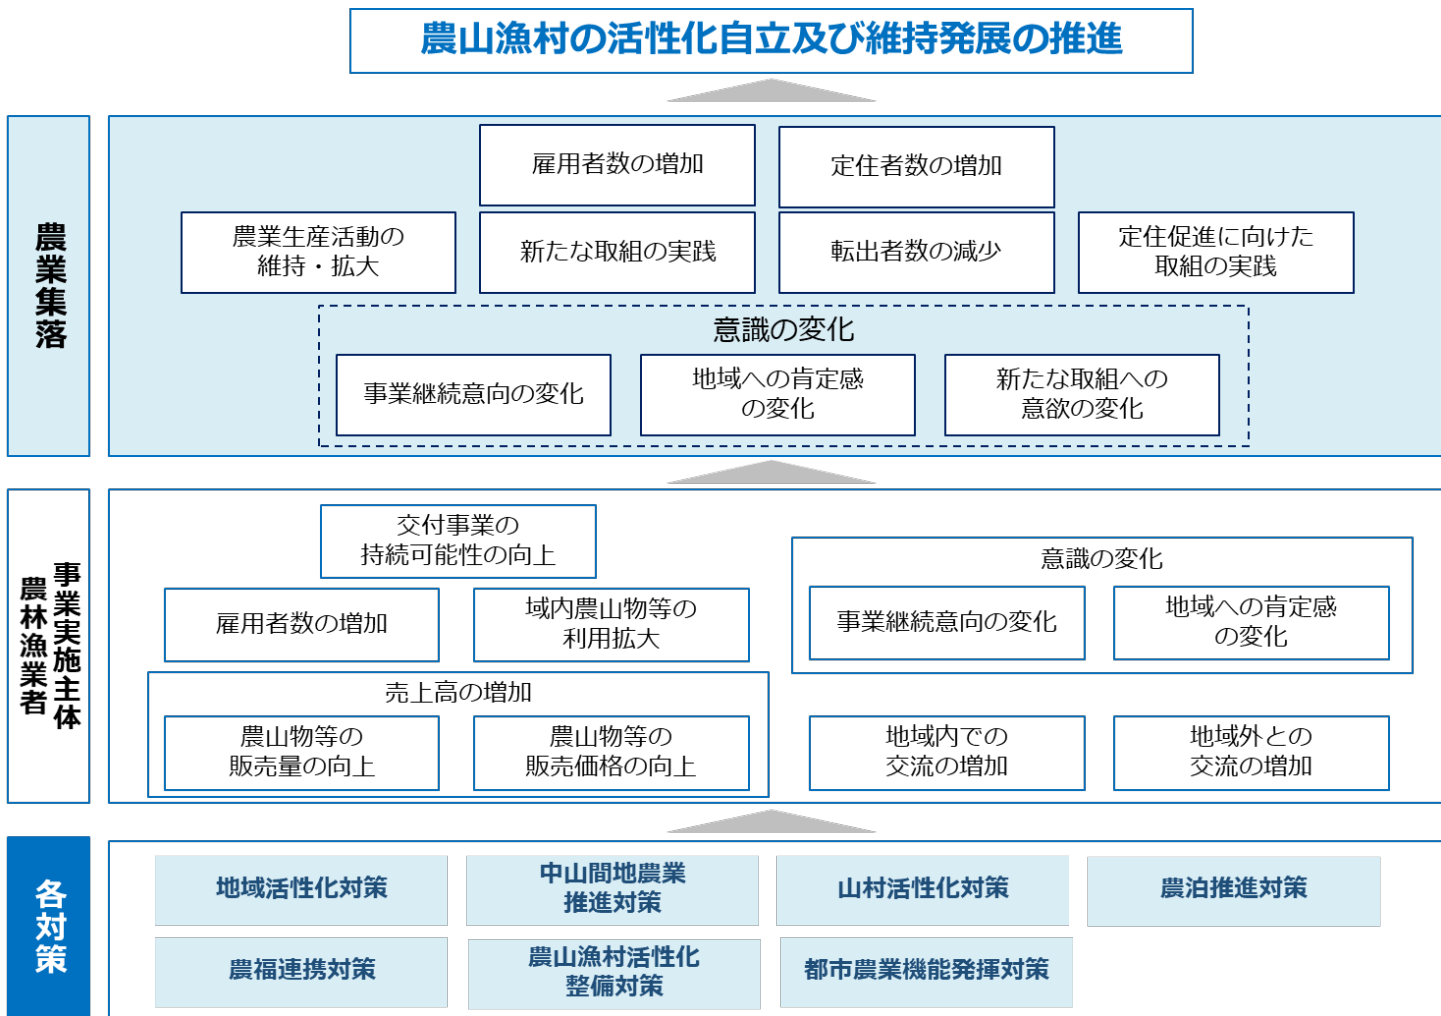 農山漁村の活性化自立及び維持発展の推進
農業集落
雇用者数の増加
定住者数の増加
農業生産活動の
維持・拡大
新たな取組の実践
転出者数の減少
定住促進に向けた
取組の実践
意識の変化
事業継続意向の変化
地域への肯定感
の変化
新たな取組への
意欲の変化
事業実施主体
農林漁業者
交付事業の
持続可能性の向上
雇用者数の増加
域内農山物等の
利用拡大
売上高の増加
農山物等の
販売量の向上
農山物等の
販売価格の向上
意識の変化
事業継続意向の変化
地域への肯定感
の変化
地域内での
交流の増加
地域外との
交流の増加
各対策
地域活性化対策
中山間地農業
推進対策
山村活性化対策
農泊推進対策
農福連携対策
農山漁村活性化
整備対策
都市農業機能発揮対策